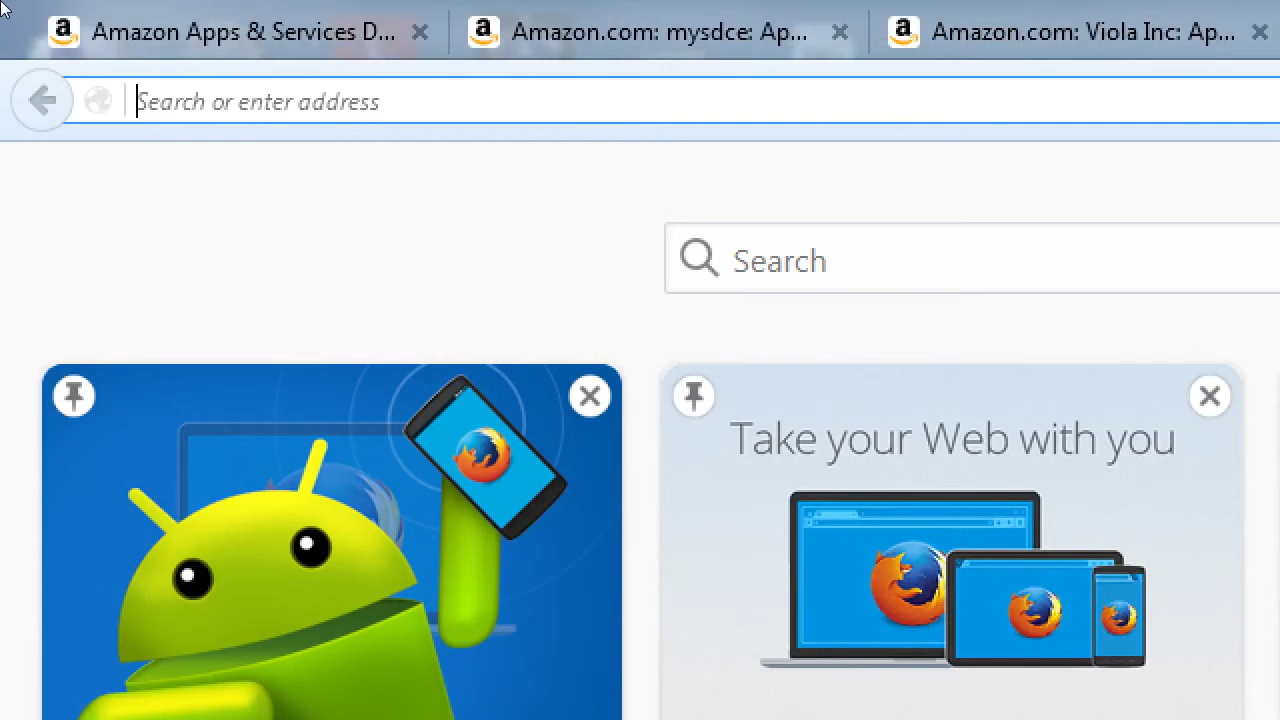 Amazon Apps & Services D...
Amazon.com: mysdce: Ap...
Amazon.com: Viola Inc: Ap...
Search or enter address
Search
Take your Web with you